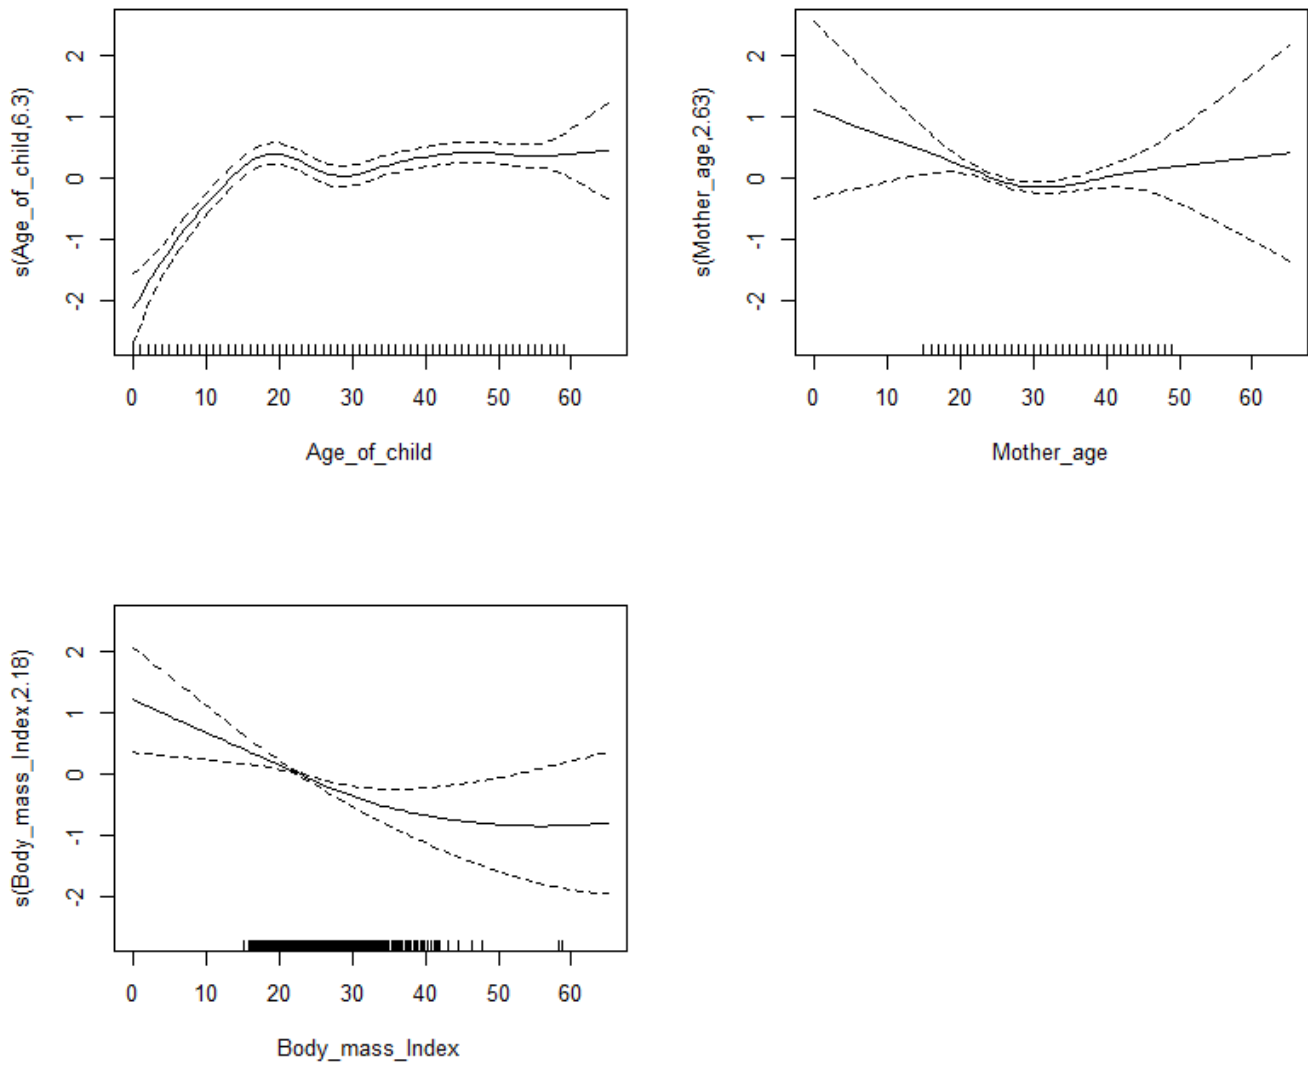 s(Age_of_child,6.3)
2
1
0
-1
-2
0 10 20 30 40 50 60
Age_of_child
s(Mother_age,2.63)
2
1
0
-1
-2
0 10 20 30 40 50 60
Mother_age
s(Body_mass_Index,2.18)
2
1
0
-1
-2
0 10 20 30 40 50 60
Body_mass_Index